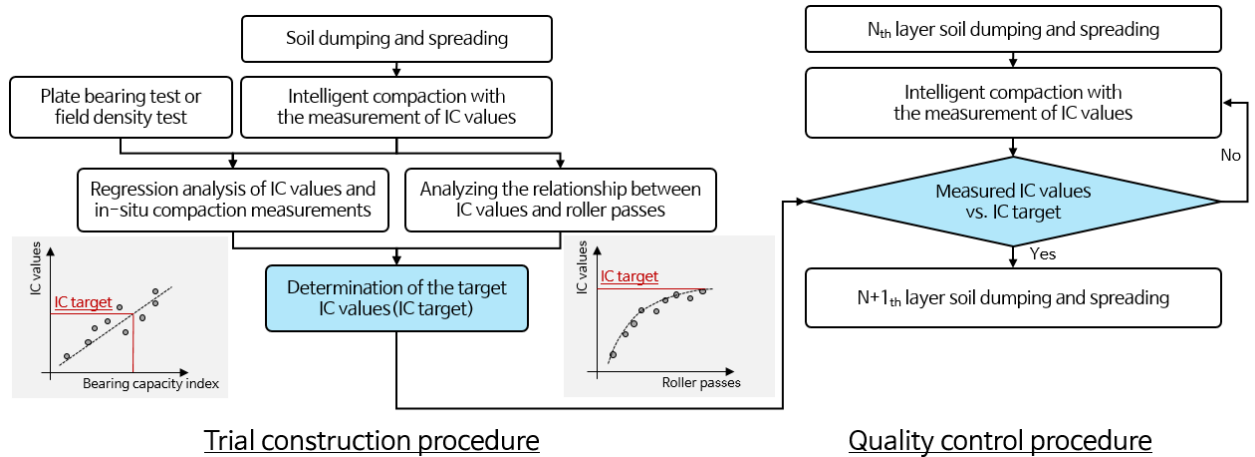 Soil dumping and spreading
Plate bearing test or
field density test
Intelligent compaction with
the measurement of IC values
Regression analysis of IC values and
in-situ compaction measurements
Analyzing the relationship between
IC values and roller passes
IC values
IC target
Bearing capacity index
Determination of the target
IC values(IC target)
IC values
IC target
Roller passes
Trial construction procedure
Nth layer soil dumping and spreading
Intelligent compaction with
the measurement of IC values
No
Measured IC values
vs. IC target
Yes
N+1th layer soil dumping and spreading
Quality control procedure